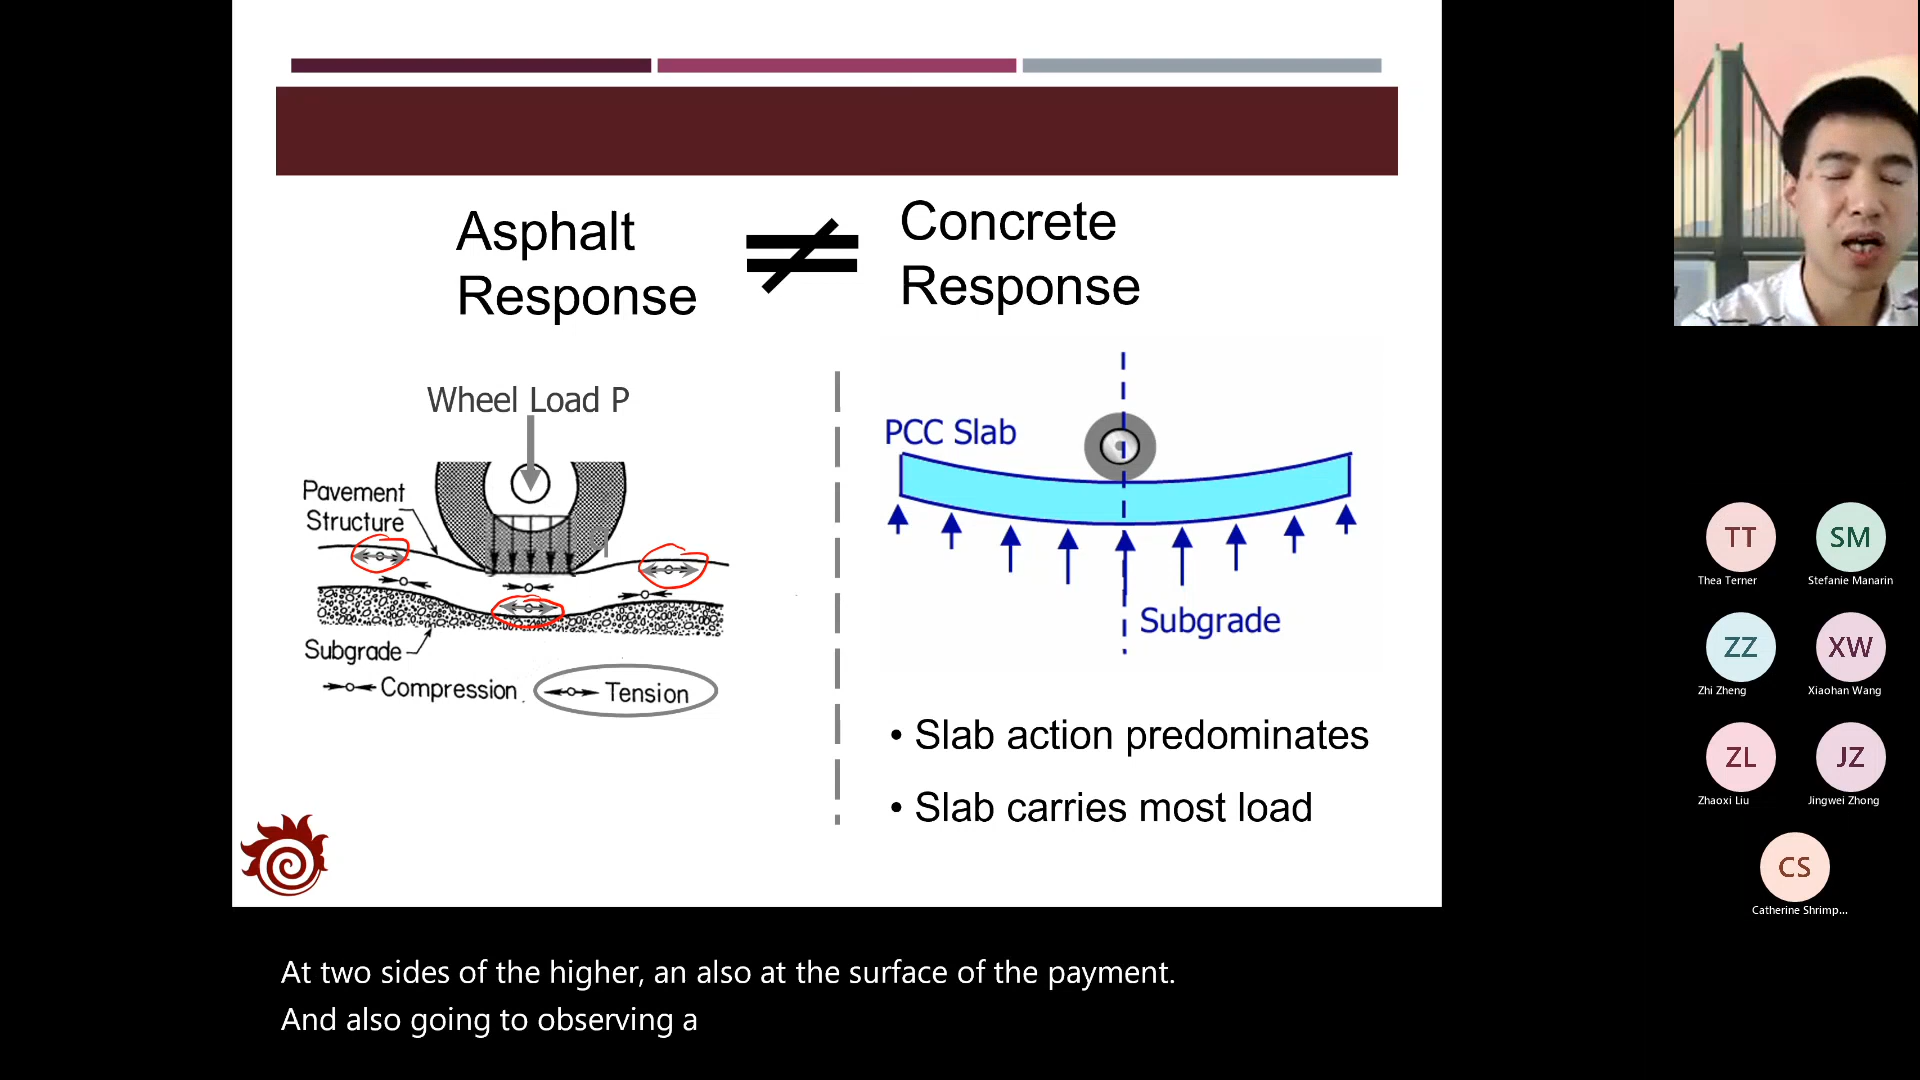 Asphalt
Response
Concrete
Response
Wheel Load P
Pavement
Structure
Subgrade
Compression
Tension
PCC Slab
Subgrade
• Slab action predominates
• Slab carries most load
TT
Thea Terner
SM
Stefanie Manarin
ZZ
Zhi Zheng
XW
Xiaohan Wang
ZL
Zhaoxi Liu
JZ
Jingwei Zhong
CS
Catherine Shrimp...
At two sides of the higher, an also at the surface of the payment.
And also going to observing a